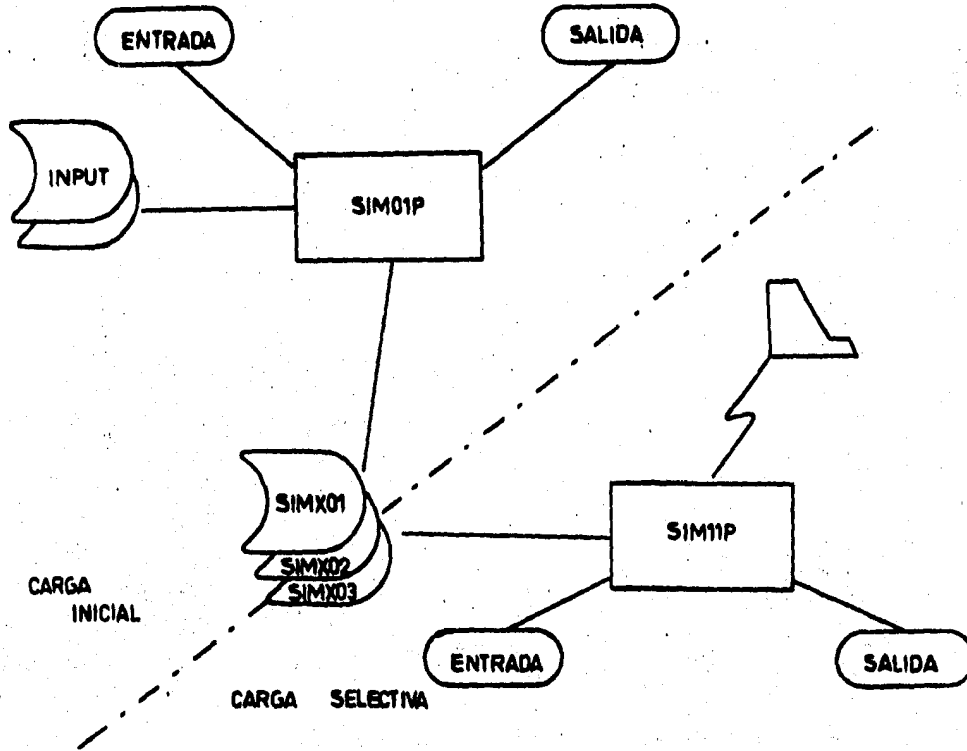 ENTRADA
SALIDA
INPUT
SIM01P
SIMX01
SIMX02
SIMX03
SIM11P
CARGA
INICIAL
ENTRADA
SALIDA
CARGA SELECTIVA